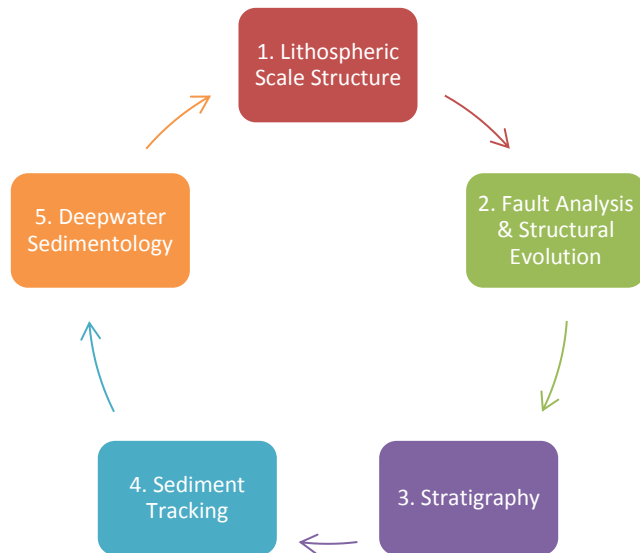 1. Lithospheric
Scale Structure
2. Fault Analysis
& Structural
Evolution
3. Stratigraphy
4. Sediment
Tracking
5. Deepwater
Sedimentology